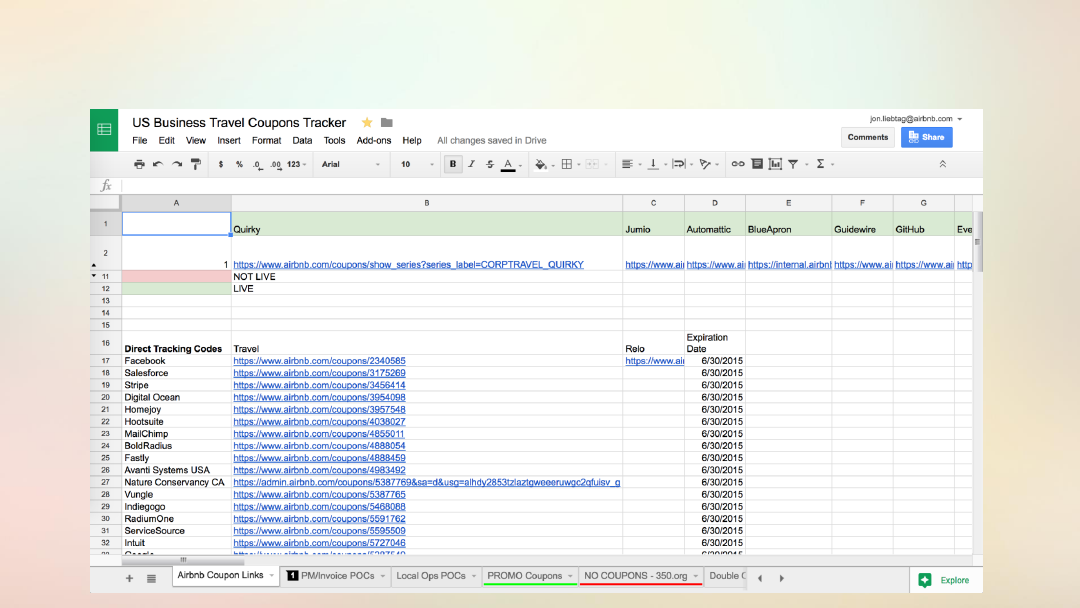 US Business Travel Coupons Tracker
jon.liebtag@airbnb.com
File Edit View Insert Format Data Tools Add-ons Help All changes saved in Drive
Comments Share
$ % .0 .00 123 Arial 10 B I S A Σ
fx
A B C D E F G
1 Quirky Jumio Automattic BlueApron Guidewire GitHub Eve
2 1 https://www.airbnb.com/coupons/show_series?series_label=CORPTRAVEL_QUIRKY https://www.ai https://www.ai https://internal.airbnl https://www.ai https://www.ai http
11 NOT LIVE
12 LIVE
13
14
15
16 Direct Tracking Codes Travel Relo Expiration Date
17 Facebook https://www.airbnb.com/coupons/2340585 https://www.ai 6/30/2015
18 Salesforce https://www.airbnb.com/coupons/3175269 6/30/2015
19 Stripe https://www.airbnb.com/coupons/3456414 6/30/2015
20 Digital Ocean https://www.airbnb.com/coupons/3954098 6/30/2015
21 Homejoy https://www.airbnb.com/coupons/3957548 6/30/2015
22 Hootsuite https://www.airbnb.com/coupons/4038027 6/30/2015
23 MailChimp https://www.airbnb.com/coupons/4855011 6/30/2015
24 BoldRadius https://www.airbnb.com/coupons/4888054 6/30/2015
25 Fastly https://www.airbnb.com/coupons/4888459 6/30/2015
26 Avanti Systems USA https://www.airbnb.com/coupons/4983492 6/30/2015
27 Nature Conservancy CA https://admin.airbnb.com/coupons/5387769&sa=d&usg=alhdy2853tzlaztgweeeruwgc2qfuisv_g 6/30/2015
28 Vungle https://www.airbnb.com/coupons/5387765 6/30/2015
29 Indiegogo https://www.airbnb.com/coupons/5468088 6/30/2015
30 RadiumOne https://www.airbnb.com/coupons/5591762 6/30/2015
31 ServiceSource https://www.airbnb.com/coupons/5595509 6/30/2015
32 Intuit https://www.airbnb.com/coupons/5727046 6/30/2015
Airbnb Coupon Links 1 PM/Invoice POCs Local Ops POCs PROMO Coupons NO COUPONS - 350.org Double Explore